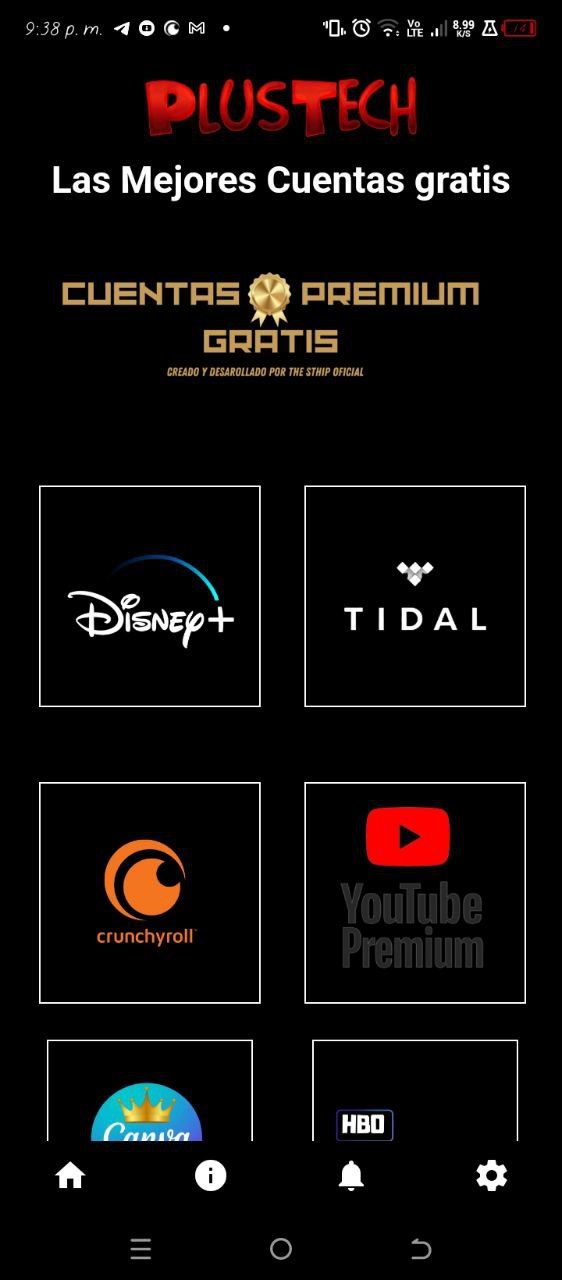 9:38 p. m.
Vo LTE
8.99 K/S
14
PLUSTECH
Las Mejores Cuentas gratis
CUENTAS PREMIUM
GRATIS
CREADO Y DESAROLLADO POR THE STHIP OFICIAL
Disney+
TIDAL
crunchyroll
YouTube
Premium
Canva
HBO